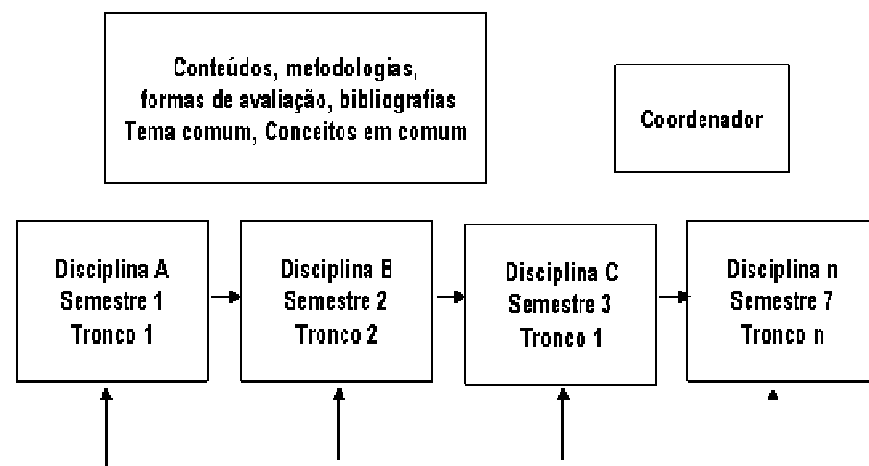 Conteúdos, metodologias,
formas de avaliação, bibliografias
Tema comum, Conceitos em comum
Coordenador
Disciplina A
Semestre 1
Tronco 1
Disciplina B
Semestre 2
Tronco 2
Disciplina C
Semestre 3
Tronco 1
Disciplina n
Semestre 7
Tronco n